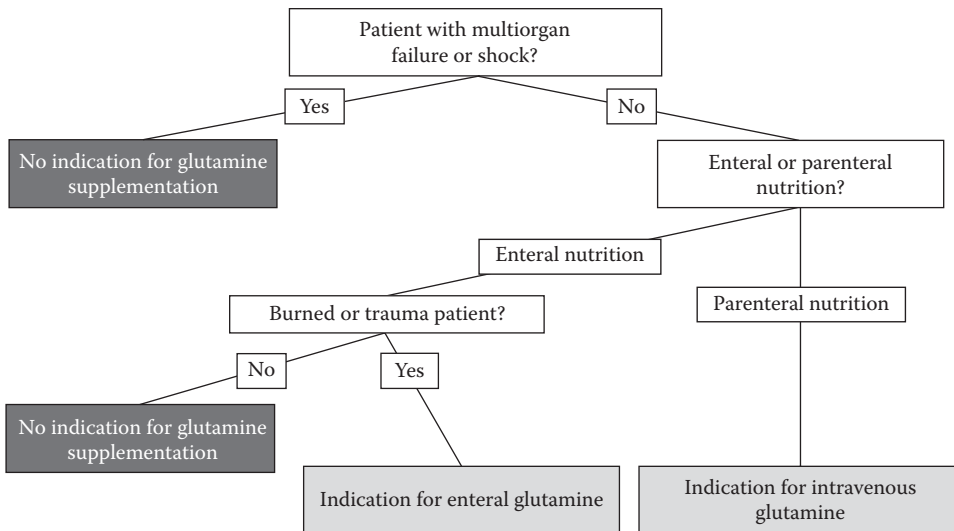 Patient with multiorgan
failure or shock?
Yes
No
No indication for glutamine
supplementation
Enteral or parenteral
nutrition?
Enteral nutrition
Parenteral nutrition
Burned or trauma patient?
No
Yes
No indication for glutamine
supplementation
Indication for enteral glutamine
Indication for intravenous
glutamine